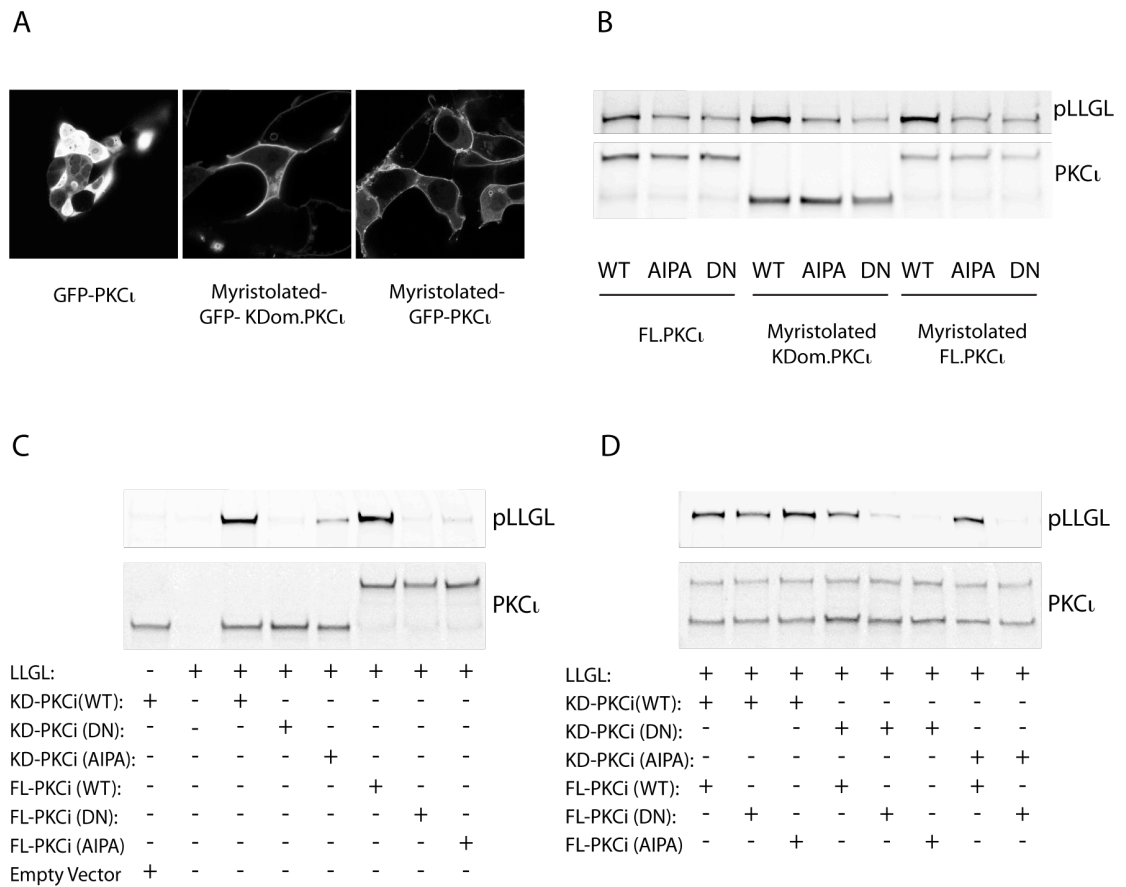 A
B
GFP-PKCι
Myristolated-
GFP- KDom.PKCι
Myristolated-
GFP-PKCι
pLLGL
PKCι
WT AIPA DN WT AIPA DN WT AIPA DN
FL.PKCι
Myristolated
KDom.PKCι
Myristolated
FL.PKCι
C
pLLGL
PKCι
LLGL: - + + + + + + +
KD-PKCi(WT): + - + - - - - -
KD-PKCi (DN): - - - + - - - -
KD-PKCi (AIPA): - - - - + - - -
FL-PKCi (WT): - - - - - + - -
FL-PKCi (DN): - - - - - - + -
FL-PKCi (AIPA) - - - - - - - +
Empty Vector + - - - - - - -
D
pLLGL
PKCι
LLGL: + + + + + + + +
KD-PKCi(WT): + + + - - - - -
KD-PKCi (DN): - - - + + + - -
KD-PKCi (AIPA): - - - - - - + +
FL-PKCi (WT): + - - + - - + -
FL-PKCi (DN): - + - - + - - +
FL-PKCi (AIPA) - - + - - + - -